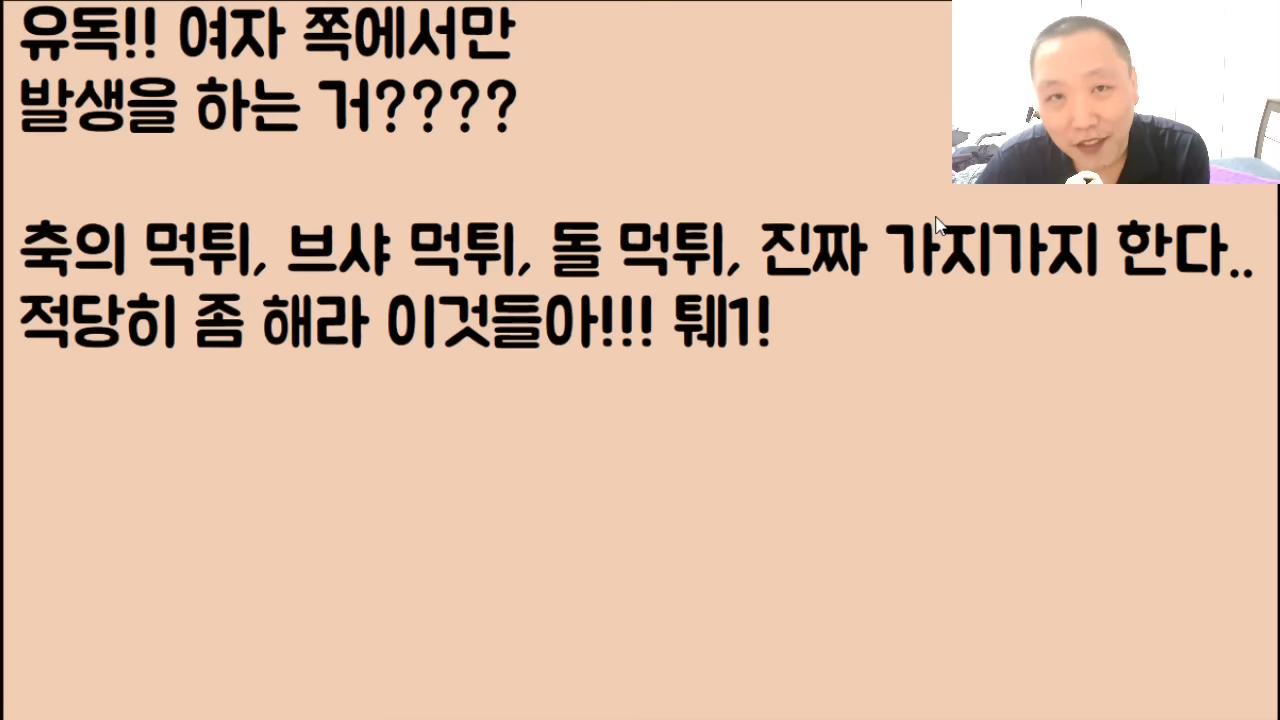 유독!! 여자 쪽에서만
발생을 하는 거????
축의 먹튀, 브샤 먹튀, 돌 먹튀, 진짜 가지가지 한다..
적당히 좀 해라 이것들아!!! 퉤1!